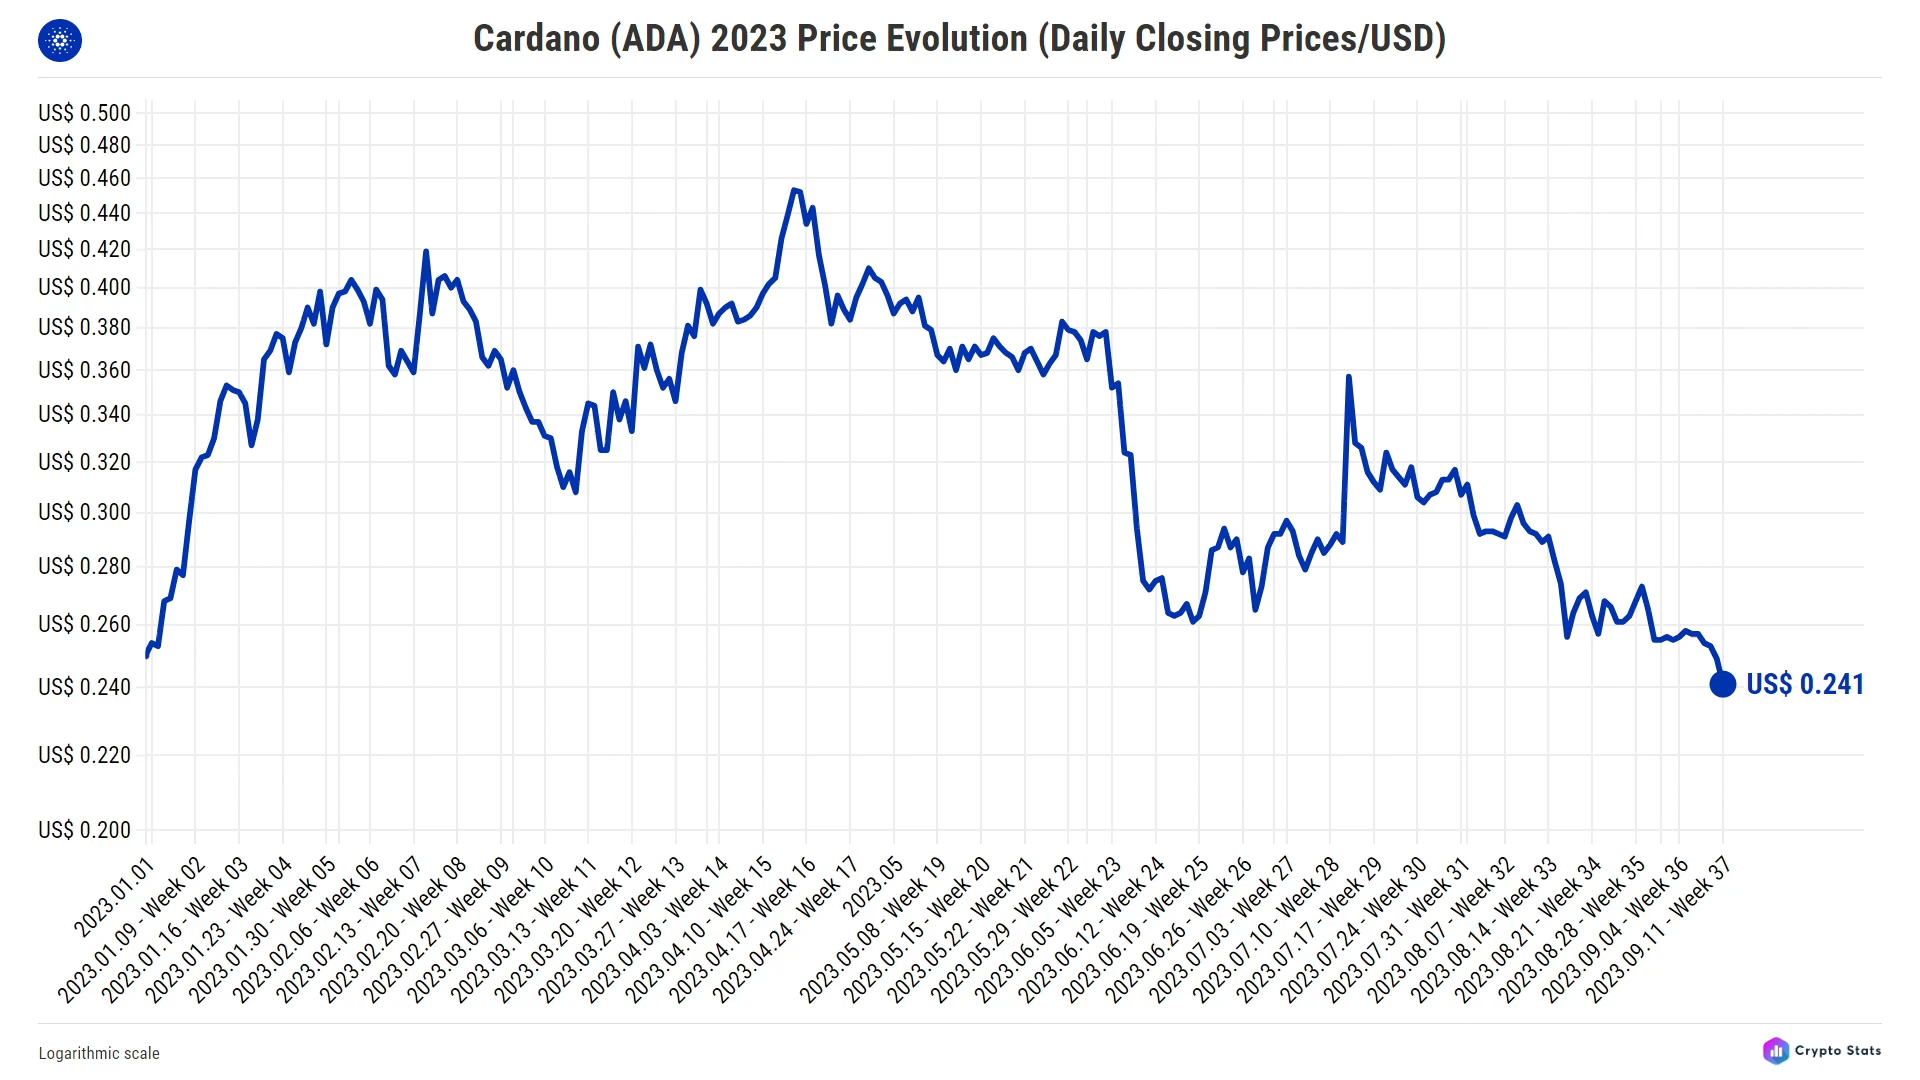 Cardano (ADA) 2023 Price Evolution (Daily Closing Prices/USD)
US$ 0.500
US$ 0.480
US$ 0.460
US$ 0.440
US$ 0.420
US$ 0.400
US$ 0.380
US$ 0.360
US$ 0.340
US$ 0.320
US$ 0.300
US$ 0.280
US$ 0.260
US$ 0.240
US$ 0.220
US$ 0.200
US$ 0.241
2023.01.01
2023.01.09 - Week 02
2023.01.16 - Week 03
2023.01.23 - Week 04
2023.01.30 - Week 05
2023.02.06 - Week 06
2023.02.13 - Week 07
2023.02.20 - Week 08
2023.02.27 - Week 09
2023.03.06 - Week 10
2023.03.13 - Week 11
2023.03.20 - Week 12
2023.03.27 - Week 13
2023.04.03 - Week 14
2023.04.10 - Week 15
2023.04.17 - Week 16
2023.04.24 - Week 17
2023.05
2023.05.08 - Week 19
2023.05.15 - Week 20
2023.05.22 - Week 21
2023.05.29 - Week 22
2023.06.05 - Week 23
2023.06.12 - Week 24
2023.06.19 - Week 25
2023.06.26 - Week 26
2023.07.03 - Week 27
2023.07.10 - Week 28
2023.07.17 - Week 29
2023.07.24 - Week 30
2023.07.31 - Week 31
2023.08.07 - Week 32
2023.08.14 - Week 33
2023.08.21 - Week 34
2023.08.28 - Week 35
2023.09.04 - Week 36
2023.09.11 - Week 37
Logarithmic scale
Crypto Stats